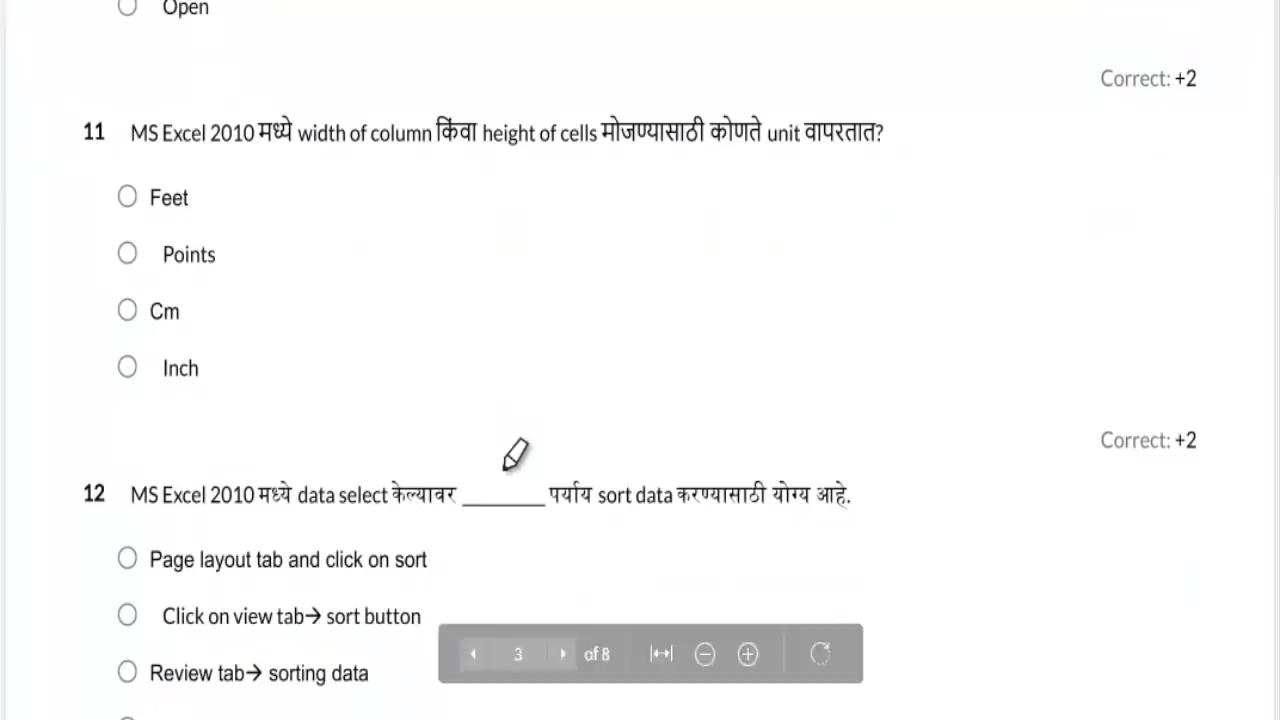 Open
Correct: +2
11 MS Excel 2010 मध्ये width of column किंवा height of cells मोजण्यासाठी कोणते unit वापरतात?
Feet
Points
Cm
Inch
Correct: +2
12 MS Excel 2010 मध्ये data select केल्यावर ________ पर्याय sort data करण्यासाठी योग्य आहे.
Page layout tab and click on sort
Click on view tab→ sort button
Review tab→ sorting data
3 of 8